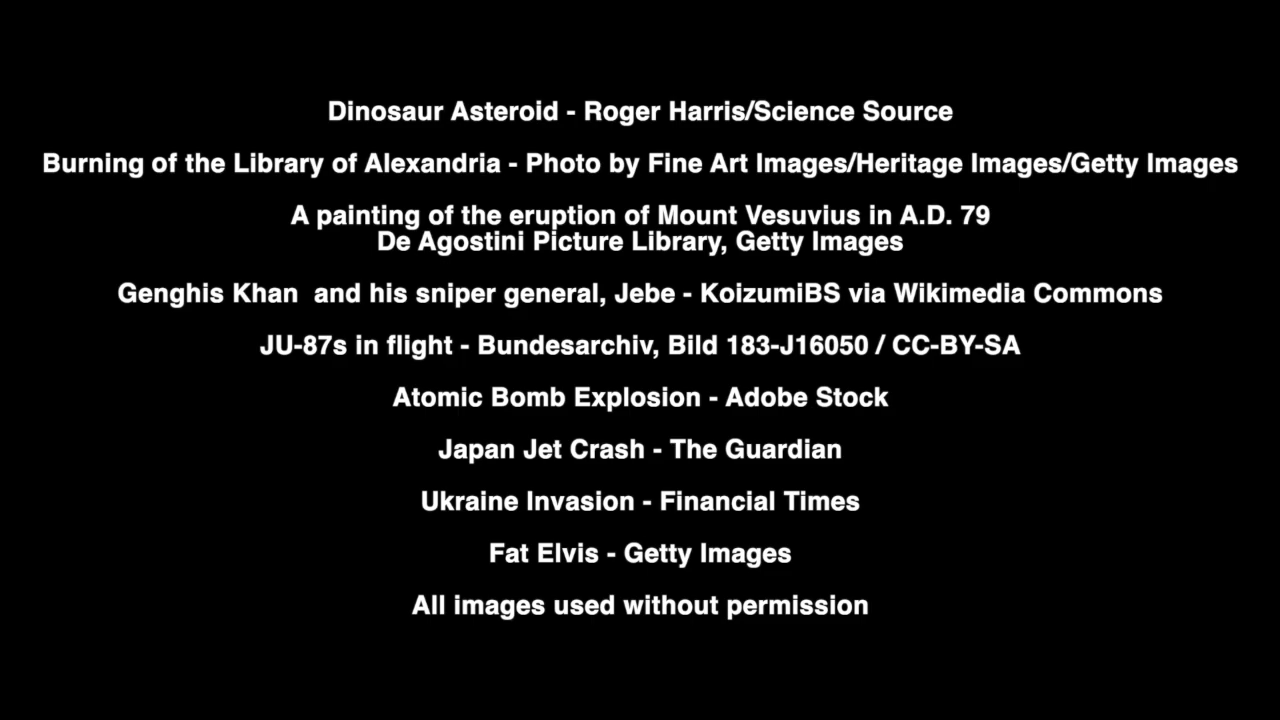 Dinosaur Asteroid - Roger Harris/Science Source
Burning of the Library of Alexandria - Photo by Fine Art Images/Heritage Images/Getty Images
A painting of the eruption of Mount Vesuvius in A.D. 79
De Agostini Picture Library, Getty Images
Genghis Khan  and his sniper general, Jebe - KoizumiBS via Wikimedia Commons
JU-87s in flight - Bundesarchiv, Bild 183-J16050 / CC-BY-SA
Atomic Bomb Explosion - Adobe Stock
Japan Jet Crash - The Guardian
Ukraine Invasion - Financial Times
Fat Elvis - Getty Images
All images used without permission